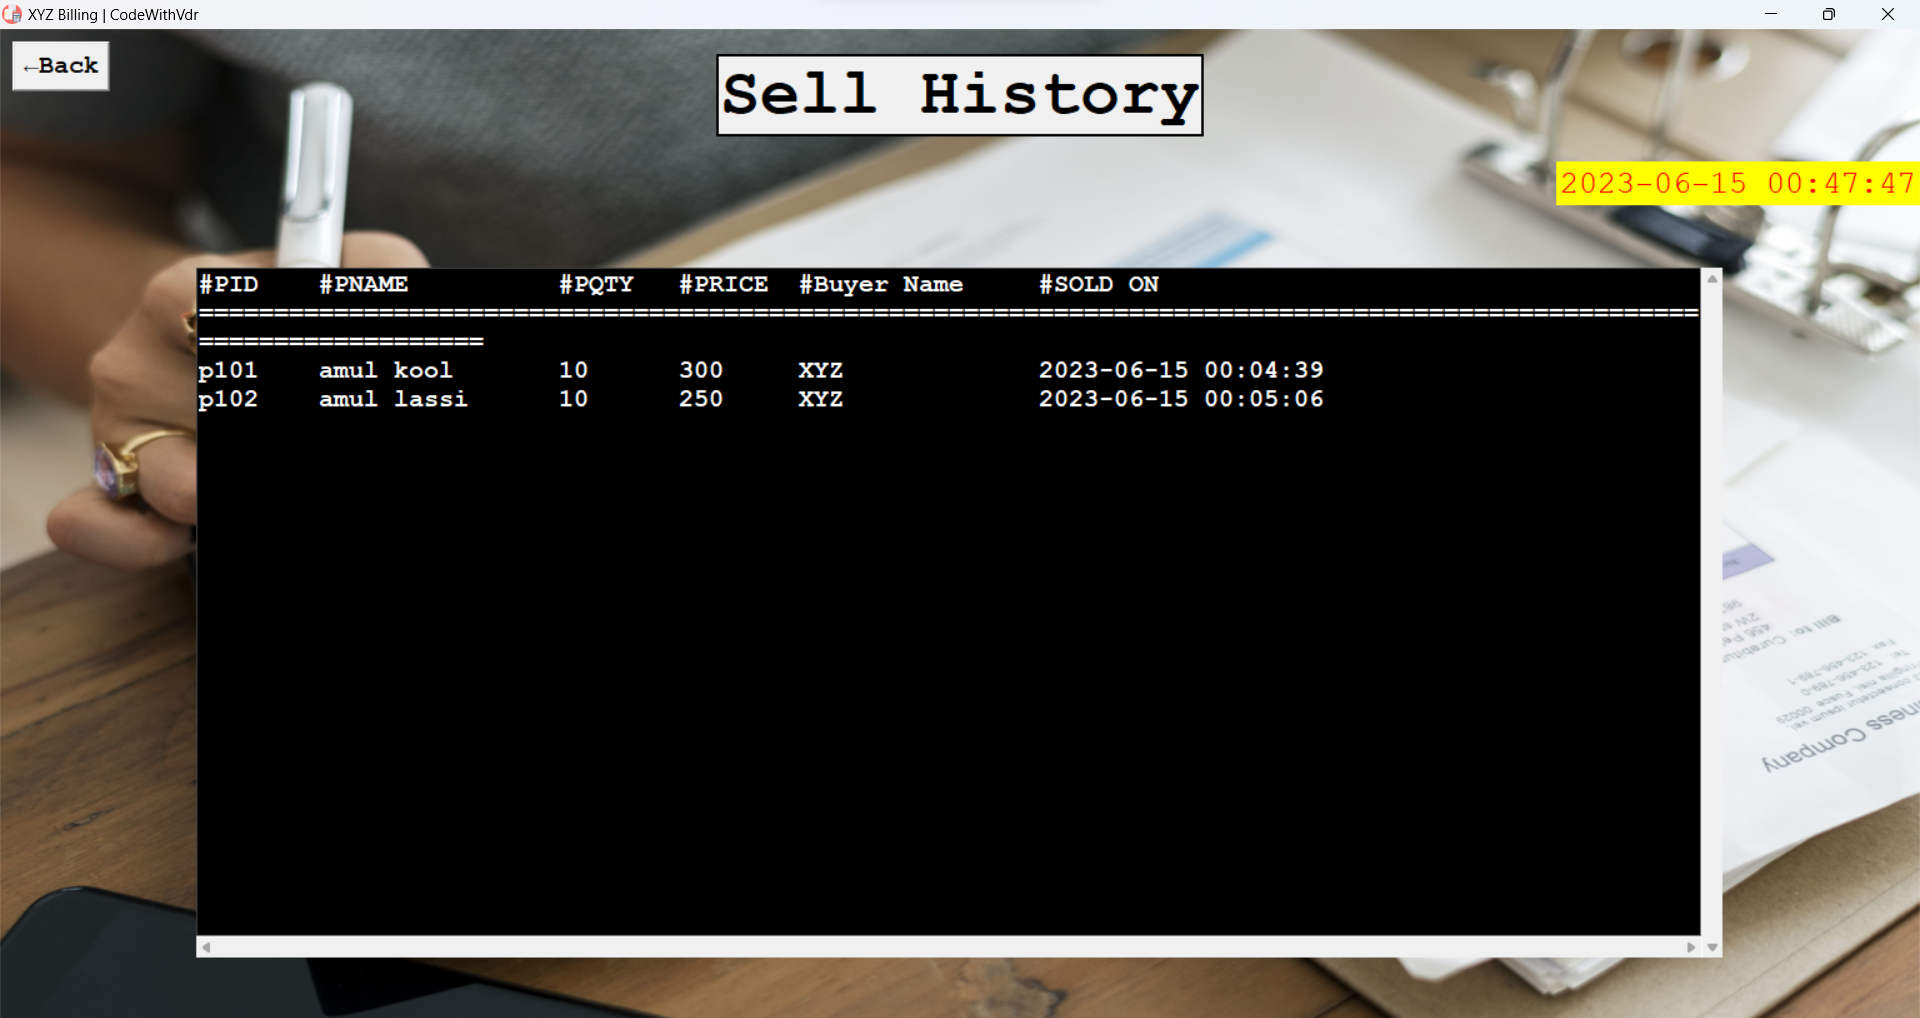 XYZ Billing | CodeWithVdr
←Back
Sell History
2023-06-15 00:47:47
#PID #PNAME #PQTY #PRICE #Buyer Name #SOLD ON
====================================================================================================
===================
p101 amul kool 10 300 XYZ 2023-06-15 00:04:39
p102 amul lassi 10 250 XYZ 2023-06-15 00:05:06
Bill to: Curabitur
Company